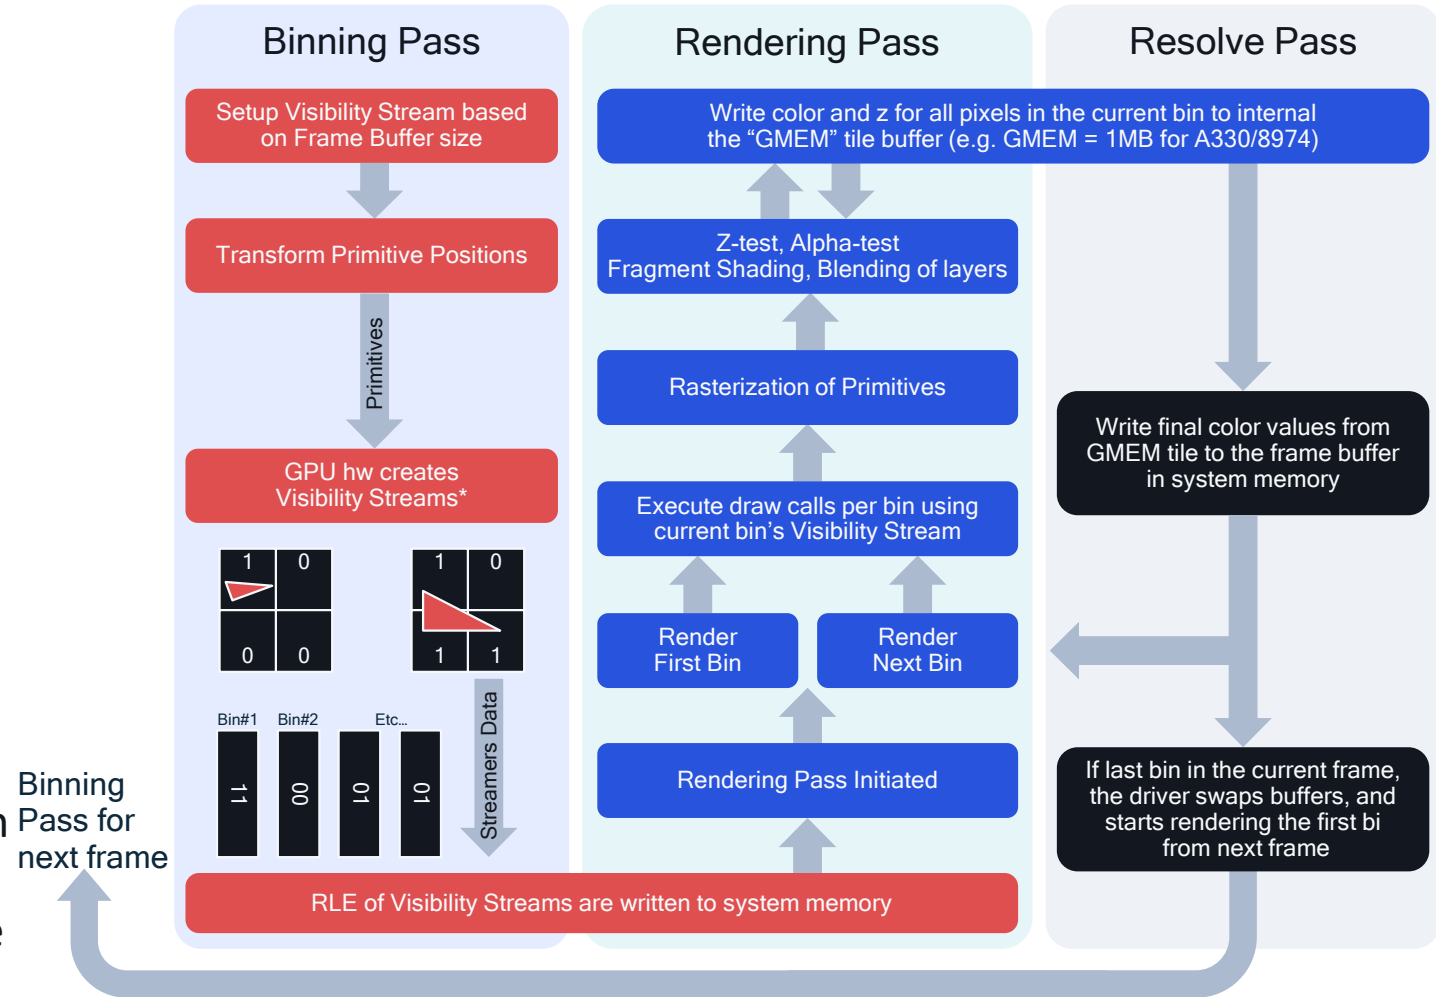 Binning Pass
Setup Visibility Stream based
on Frame Buffer size
Transform Primitive Positions
Primitives
GPU hw creates
Visibility Streams*
1 0
0 0
1 0
1 1
Bin#1 Bin#2 Etc...
11 00 01 01
Streamers Data
RLE of Visibility Streams are written to system memory
Rendering Pass
Write color and z for all pixels in the current bin to internal
the “GMEM” tile buffer (e.g. GMEM = 1MB for A330/8974)
Z-test, Alpha-test
Fragment Shading, Blending of layers
Rasterization of Primitives
Execute draw calls per bin using
current bin’s Visibility Stream
Render
First Bin
Render
Next Bin
Rendering Pass Initiated
Resolve Pass
Write final color values from
GMEM tile to the frame buffer
in system memory
If last bin in the current frame,
the driver swaps buffers, and
starts rendering the first bi
from next frame
Binning
Pass for
next frame